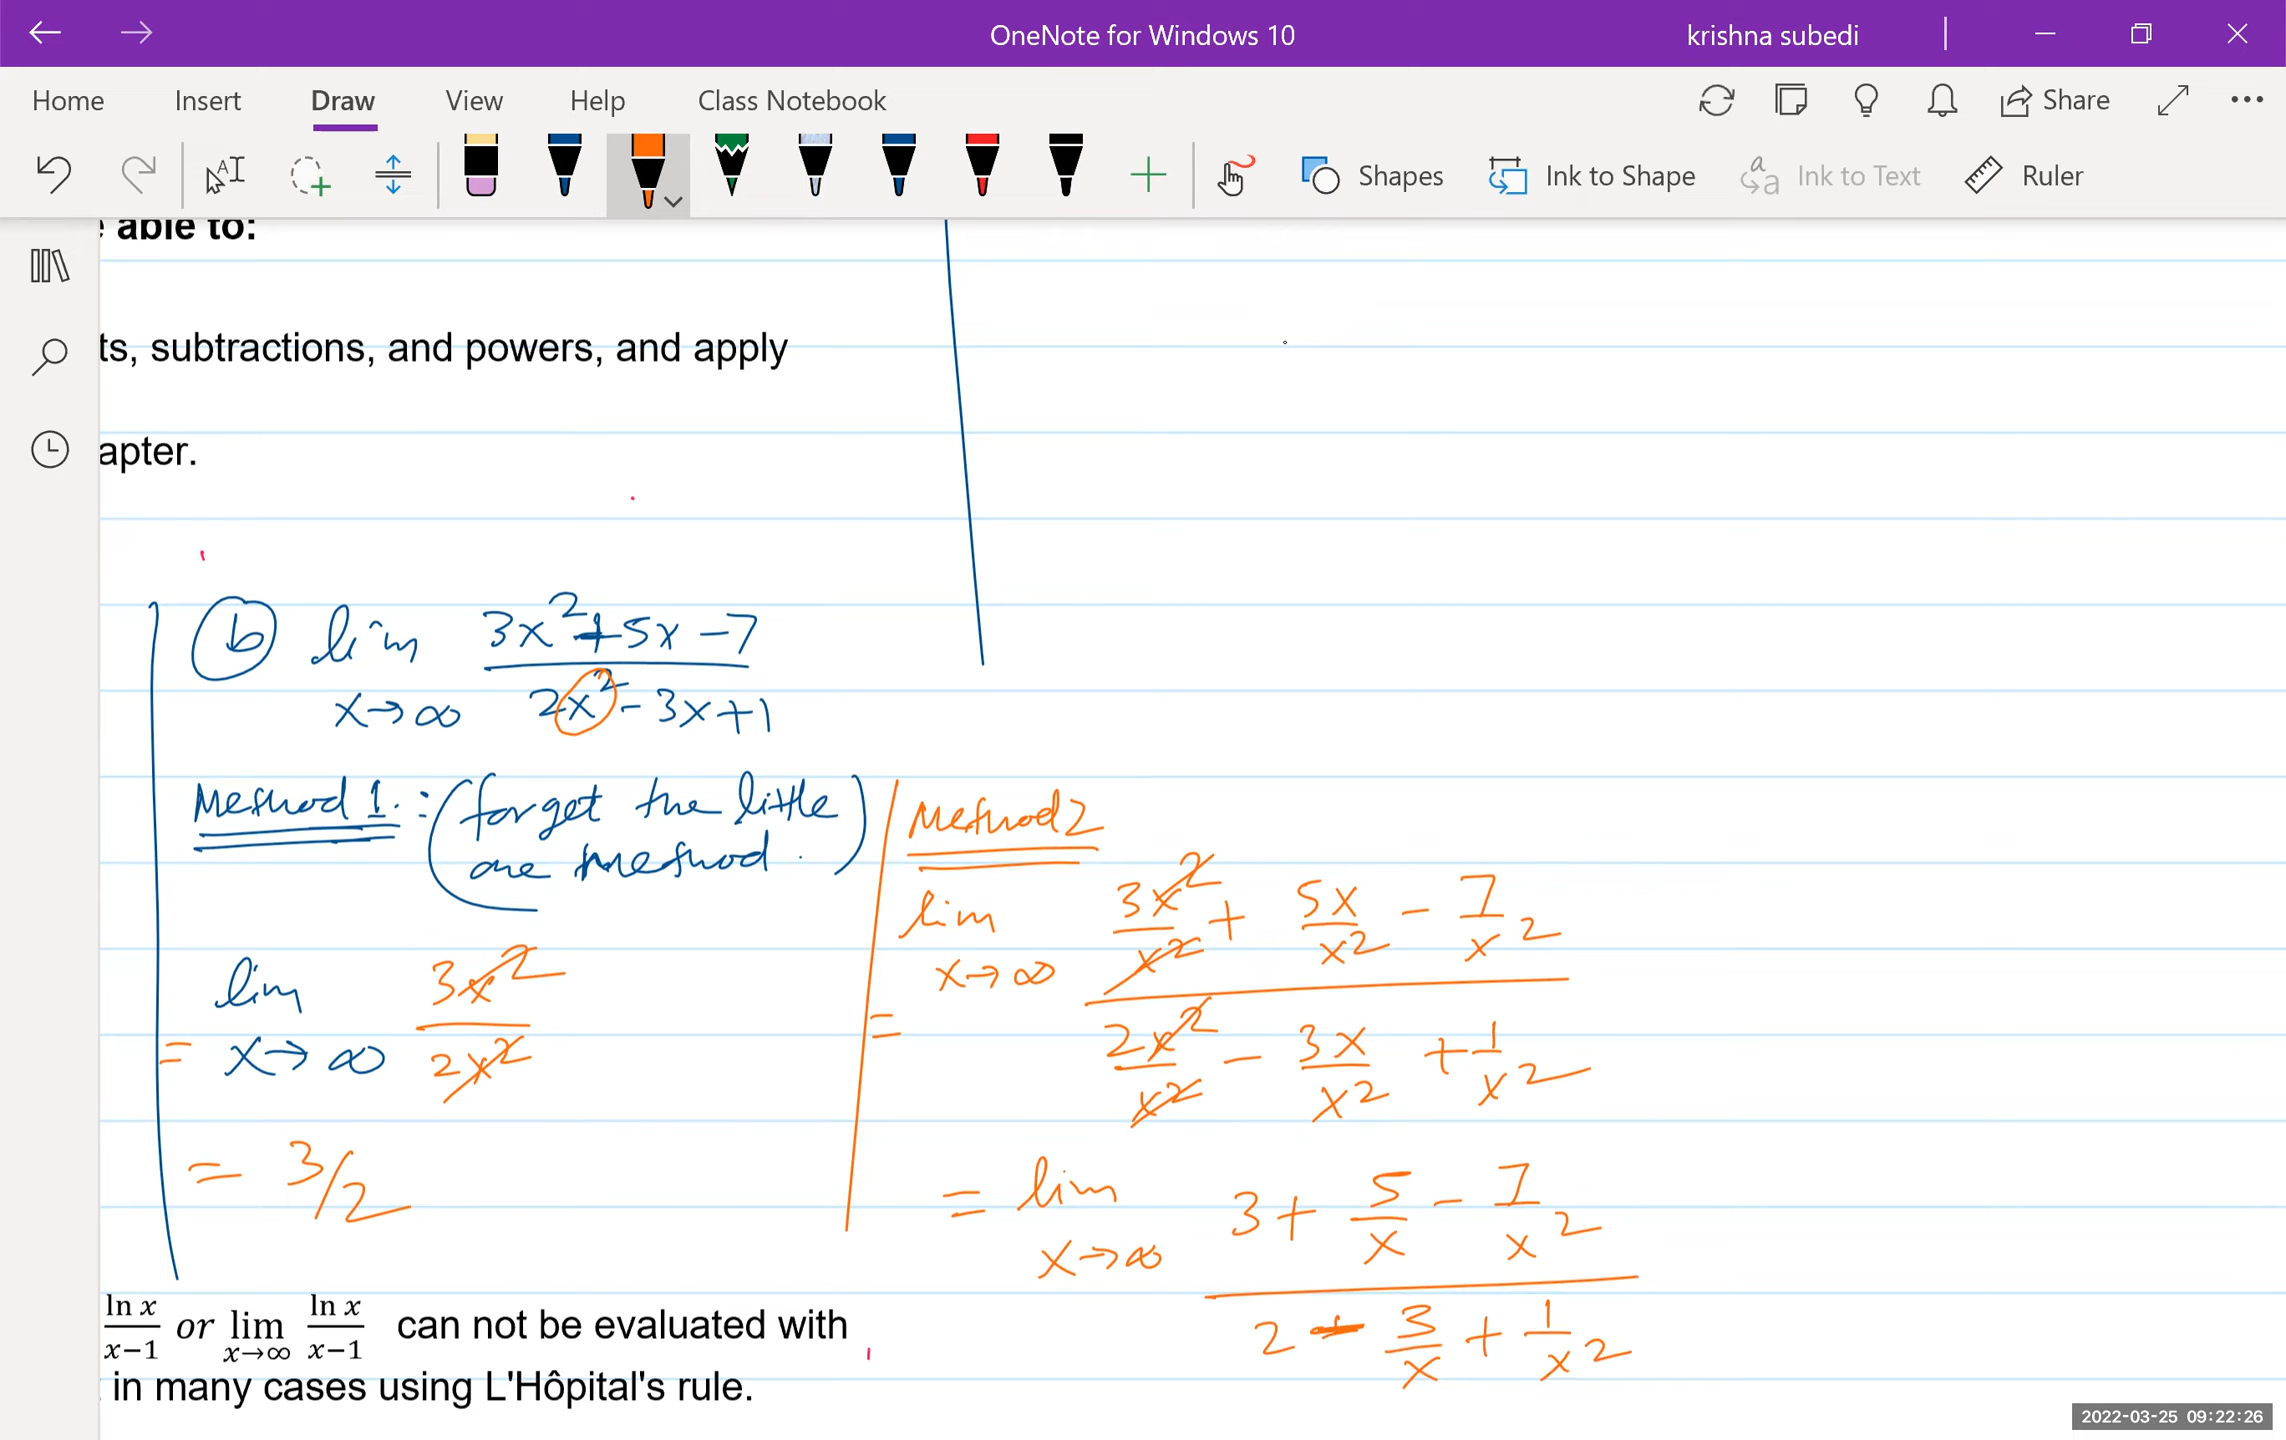 OneNote for Windows 10
krishna subedi
Home Insert Draw View Help Class Notebook
Share
Shapes Ink to Shape Ink to Text Ruler
able to:
ts, subtractions, and powers, and apply
apter.
(b) lim x→∞ (3x² + 5x - 7)/(2x² - 3x + 1)
Method 1. : (forget the little
one method.)
lim x→∞ 3x²/2x²
= 3/2
Method 2
= lim x→∞ (3x²/x² + 5x/x² - 7/x²)/(2x²/x² - 3x/x² + 1/x²)
= lim x→∞ (3 + 5/x - 7/x²)/(2 - 3/x + 1/x²)
ln x/x−1 or lim x→∞ ln x/x−1 can not be evaluated with
in many cases using L'Hôpital's rule.
2022-03-25 09:22:26